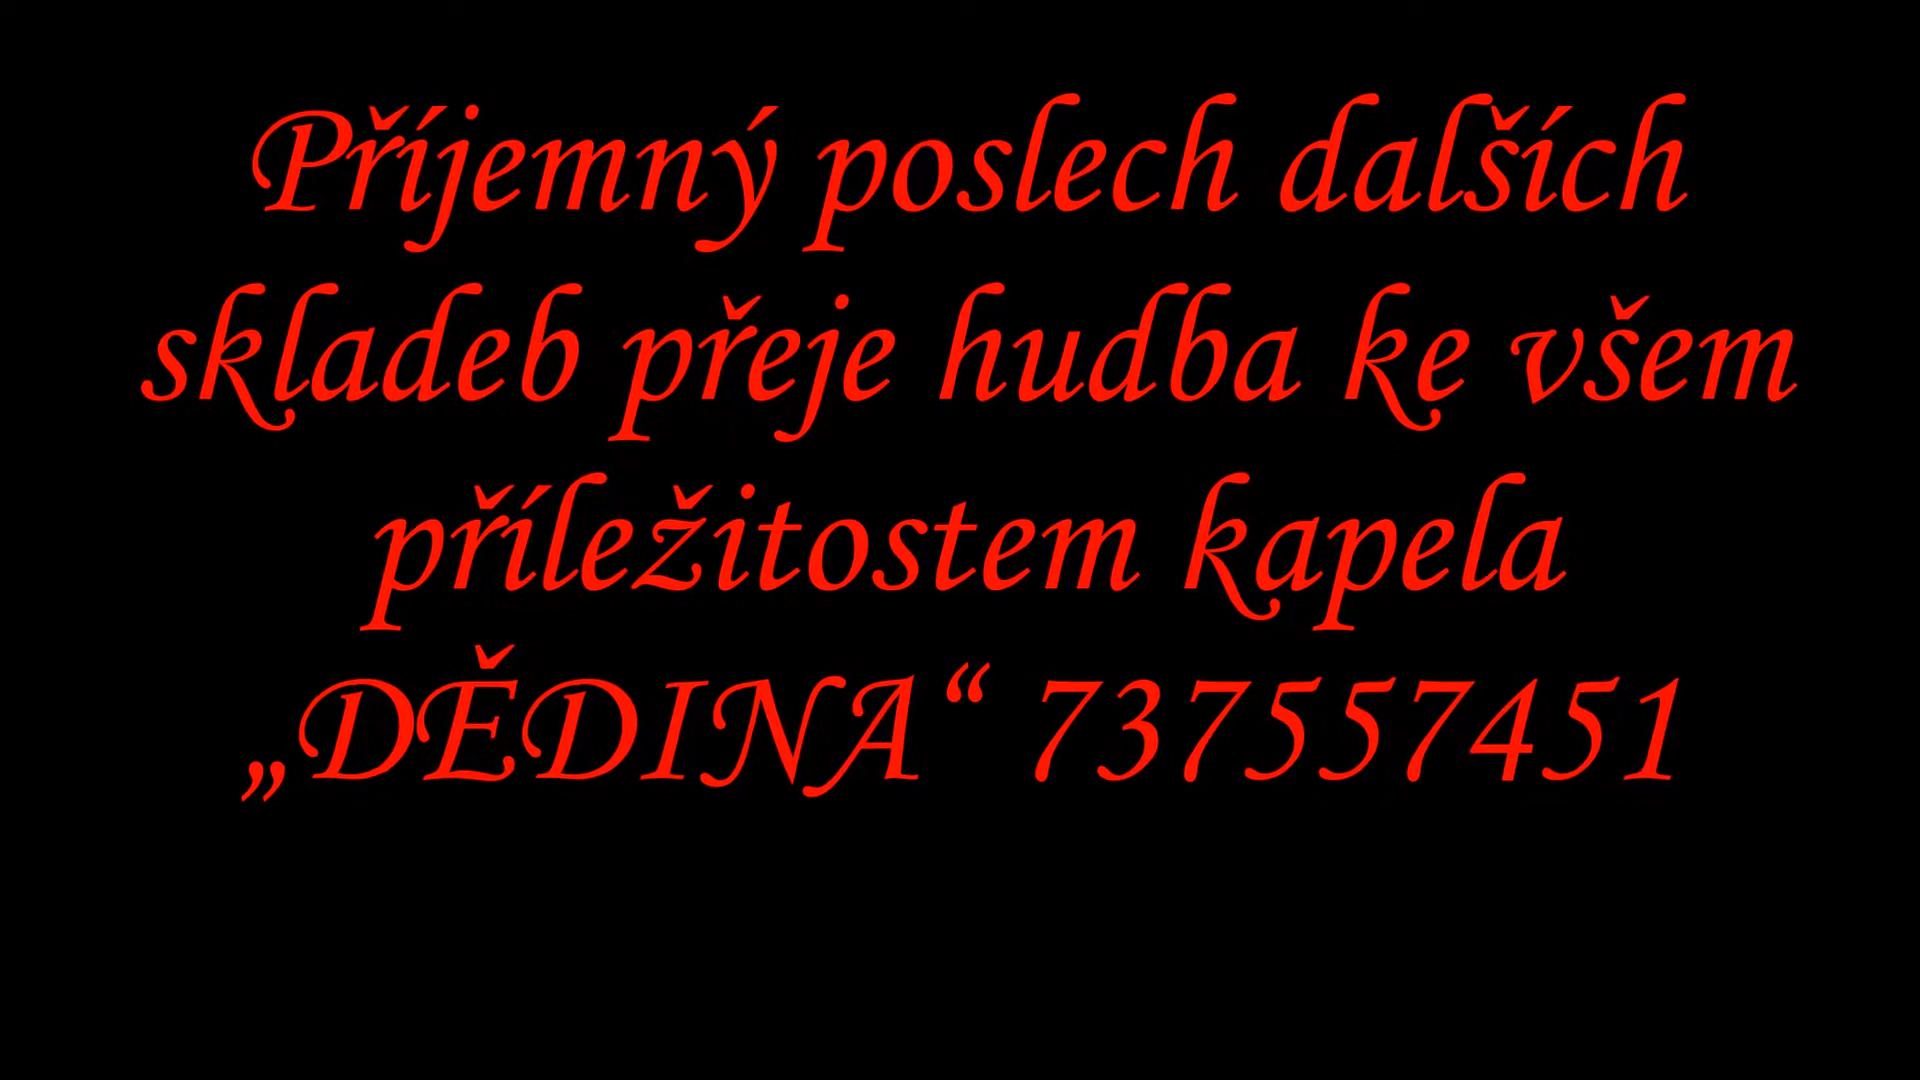 Příjemný poslech dalších
skladeb přeje hudba ke všem
příležitostem kapela
„DĚDINA“ 737557451